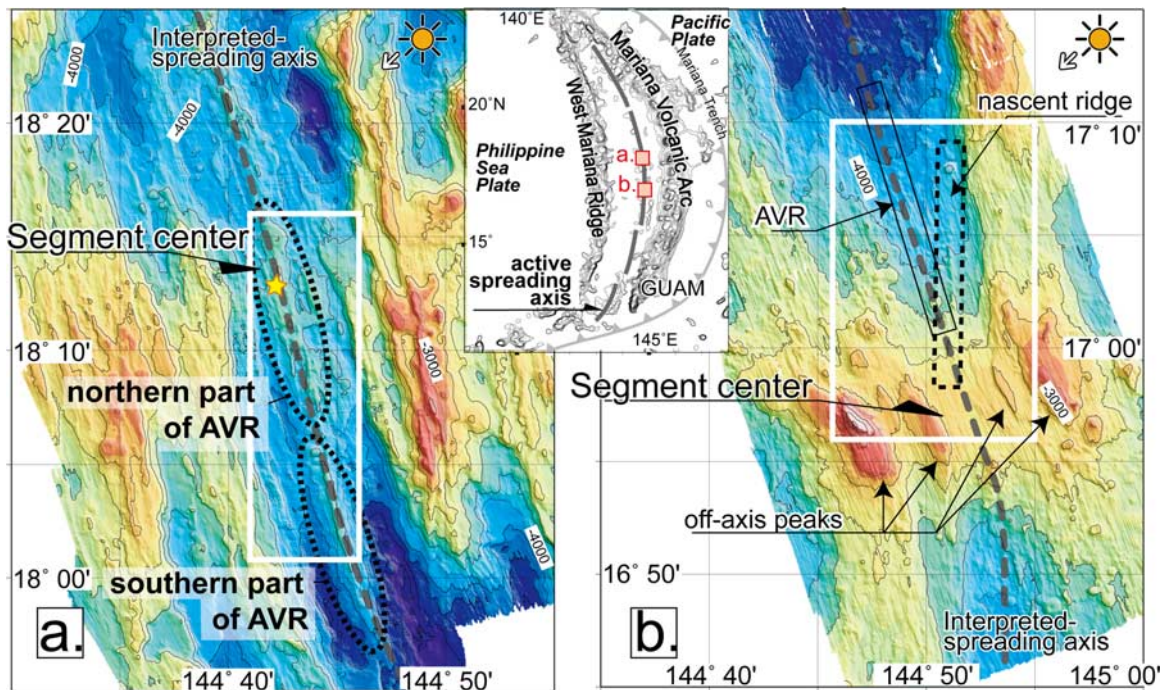 Interpreted-
spreading axis
-4000
-4000
18° 20'
Segment center
18° 10'
-3000
northern part
of AVR
18° 00'
southern part
of AVR
-4000
a.
144° 40'
144° 50'
140°E
Pacific
Plate
Mariana Trench
Mariana Volcanic Arc
20°N
West Mariana Ridge
Philippine
Sea
Plate
a.
b.
15°
active
spreading
axis
GUAM
145°E
nascent ridge
17° 10'
-4000
AVR
17° 00'
Segment center
-3000
off-axis peaks
16° 50'
Interpreted-
spreading axis
b.
144° 40'
144° 50'
145° 00'